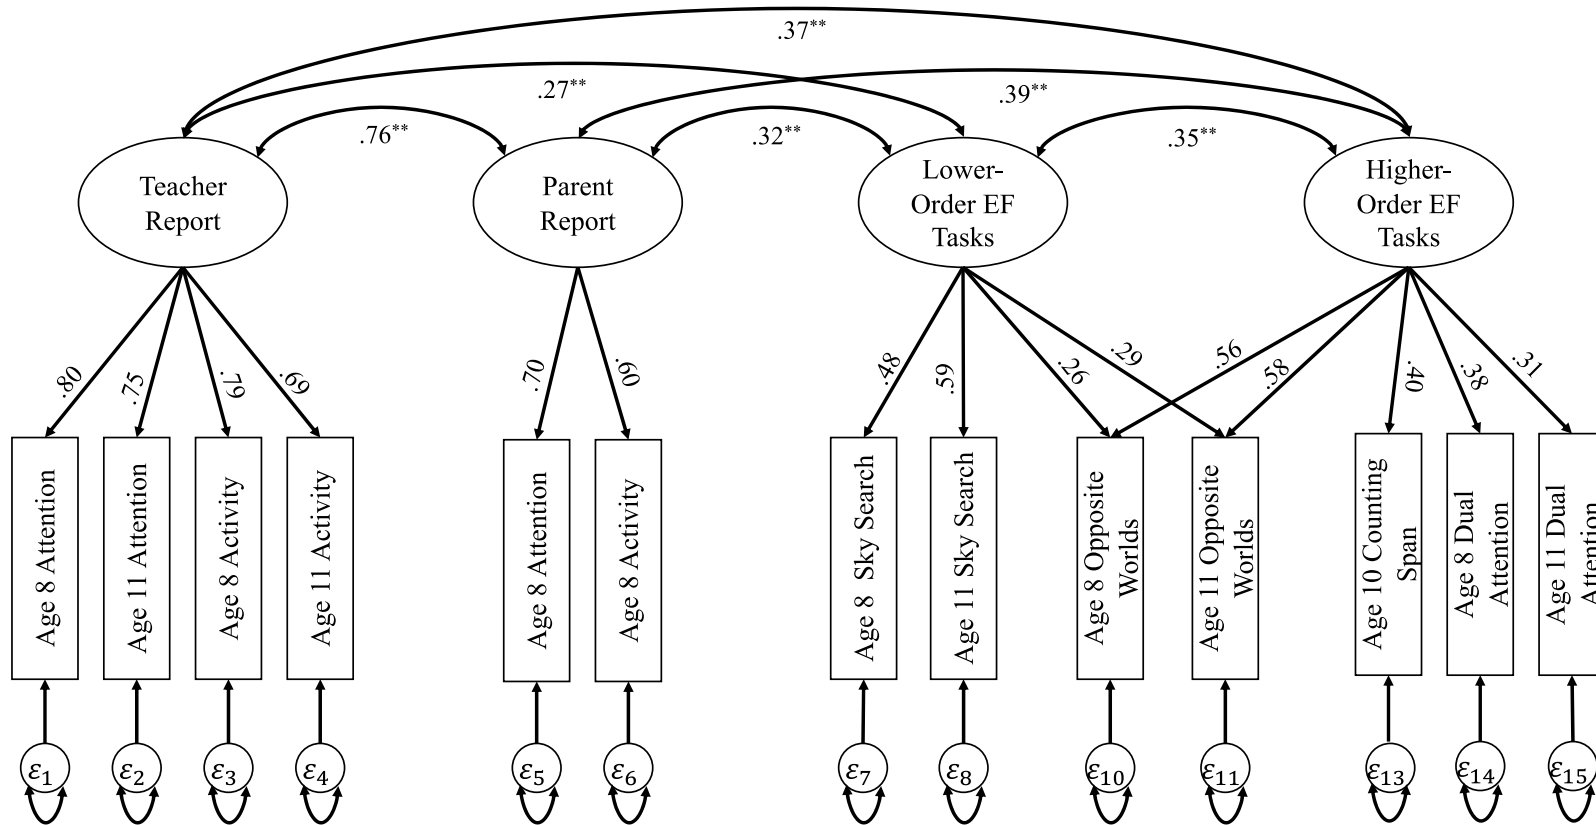 .37**
.27**
.39**
.76**
.32**
.35**
Teacher
Report
Parent
Report
Lower-
Order EF
Tasks
Higher-
Order EF
Tasks
.80
.75
.79
.69
.70
.60
.48
.59
.26
.29
.56
.58
.40
.38
.31
Age 8 Attention
Age 11 Attention
Age 8 Activity
Age 11 Activity
Age 8 Attention
Age 8 Activity
Age 8 Sky Search
Age 11 Sky Search
Age 8 Opposite
Worlds
Age 11 Opposite
Worlds
Age 10 Counting
Span
Age 8 Dual
Attention
Age 11 Dual
Attention
ε1
ε2
ε3
ε4
ε5
ε6
ε7
ε8
ε10
ε11
ε13
ε14
ε15